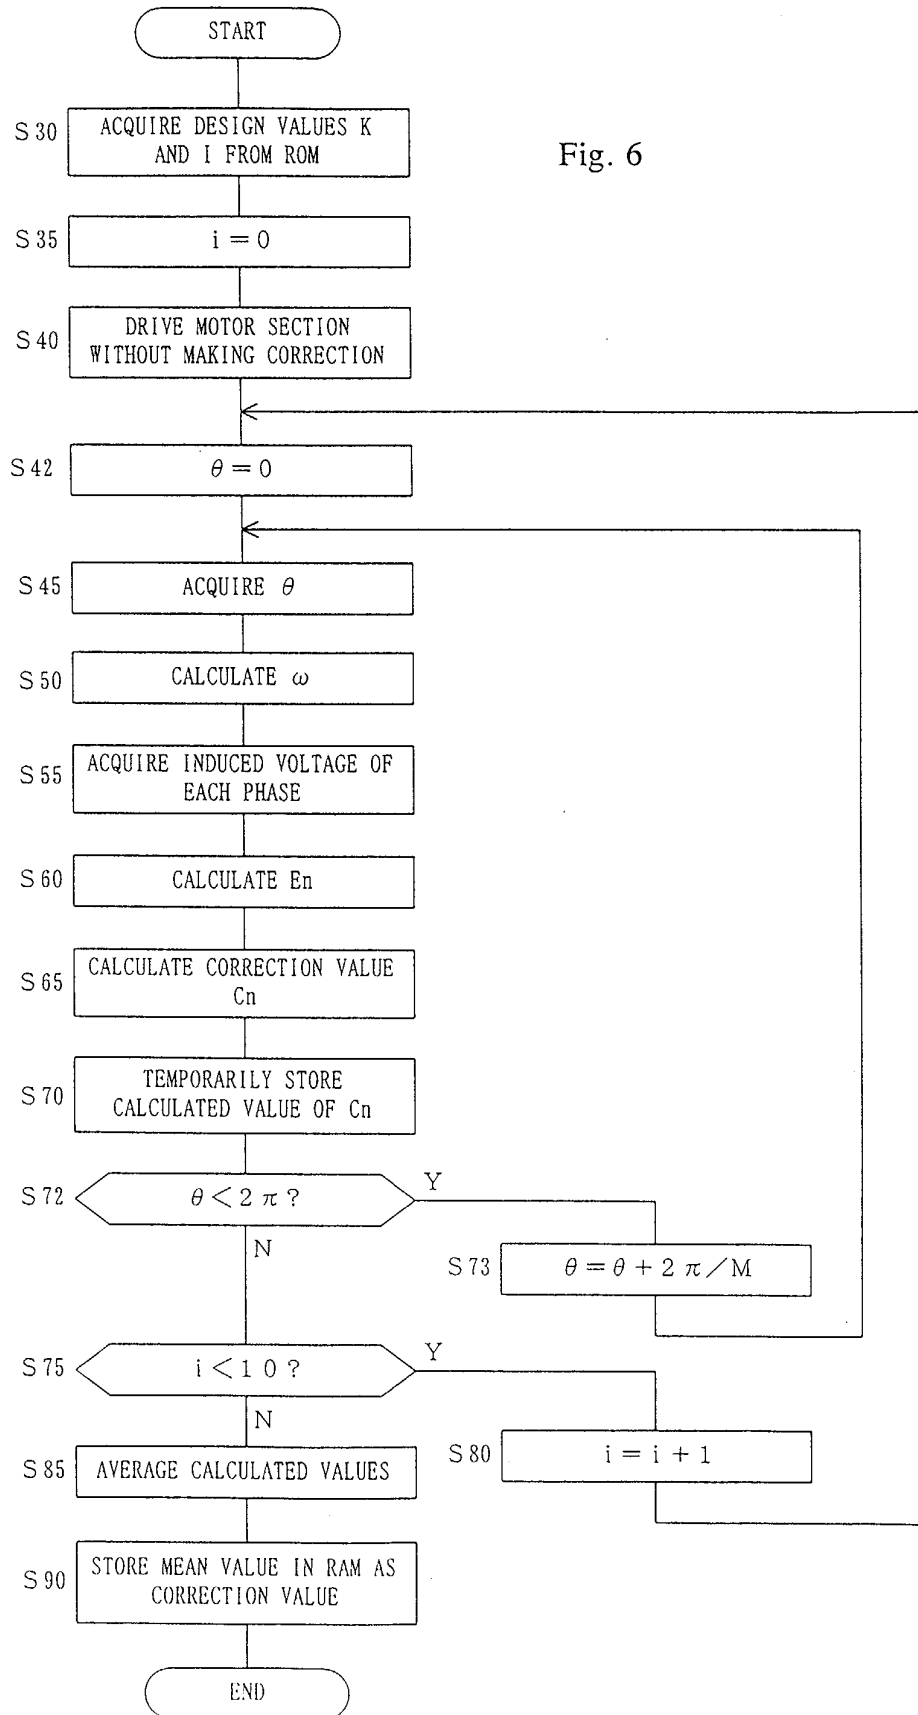 START
S30
ACQUIRE DESIGN VALUES K
AND I FROM ROM
Fig. 6
S35
i = 0
S40
DRIVE MOTOR SECTION
WITHOUT MAKING CORRECTION
S42
θ = 0
S45
ACQUIRE θ
S50
CALCULATE ω
S55
ACQUIRE INDUCED VOLTAGE OF
EACH PHASE
S60
CALCULATE En
S65
CALCULATE CORRECTION VALUE
Cn
S70
TEMPORARILY STORE
CALCULATED VALUE OF Cn
S72
θ < 2 π ?
Y
N
S73
θ = θ + 2 π / M
S75
i < 1 0 ?
Y
N
S80
i = i + 1
S85
AVERAGE CALCULATED VALUES
S90
STORE MEAN VALUE IN RAM AS
CORRECTION VALUE
END